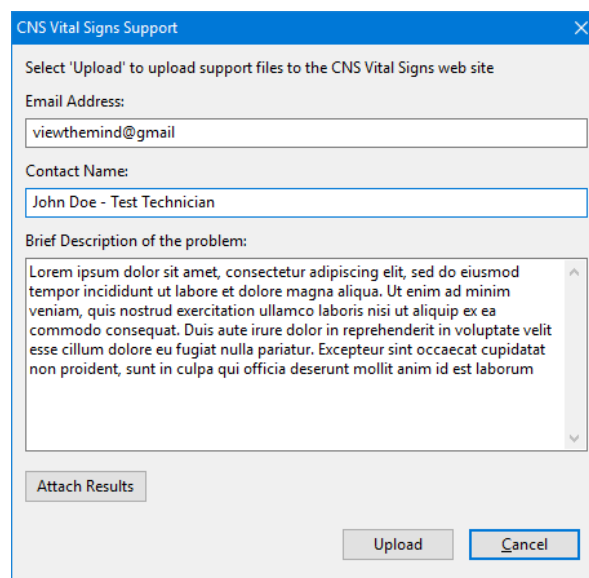 CNS Vital Signs Support
Select 'Upload' to upload support files to the CNS Vital Signs web site
Email Address:
viewthemind@gmail
Contact Name:
John Doe - Test Technician
Brief Description of the problem:
Lorem ipsum dolor sit amet, consectetur adipiscing elit, sed do eiusmod
tempor incididunt ut labore et dolore magna aliqua. Ut enim ad minim
veniam, quis nostrud exercitation ullamco laboris nisi ut aliquip ex ea
commodo consequat. Duis aute irure dolor in reprehenderit in voluptate velit
esse cillum dolore eu fugiat nulla pariatur. Excepteur sint occaecat cupidatat
non proident, sunt in culpa qui officia deserunt mollit anim id est laborum
Attach Results
Upload
Cancel